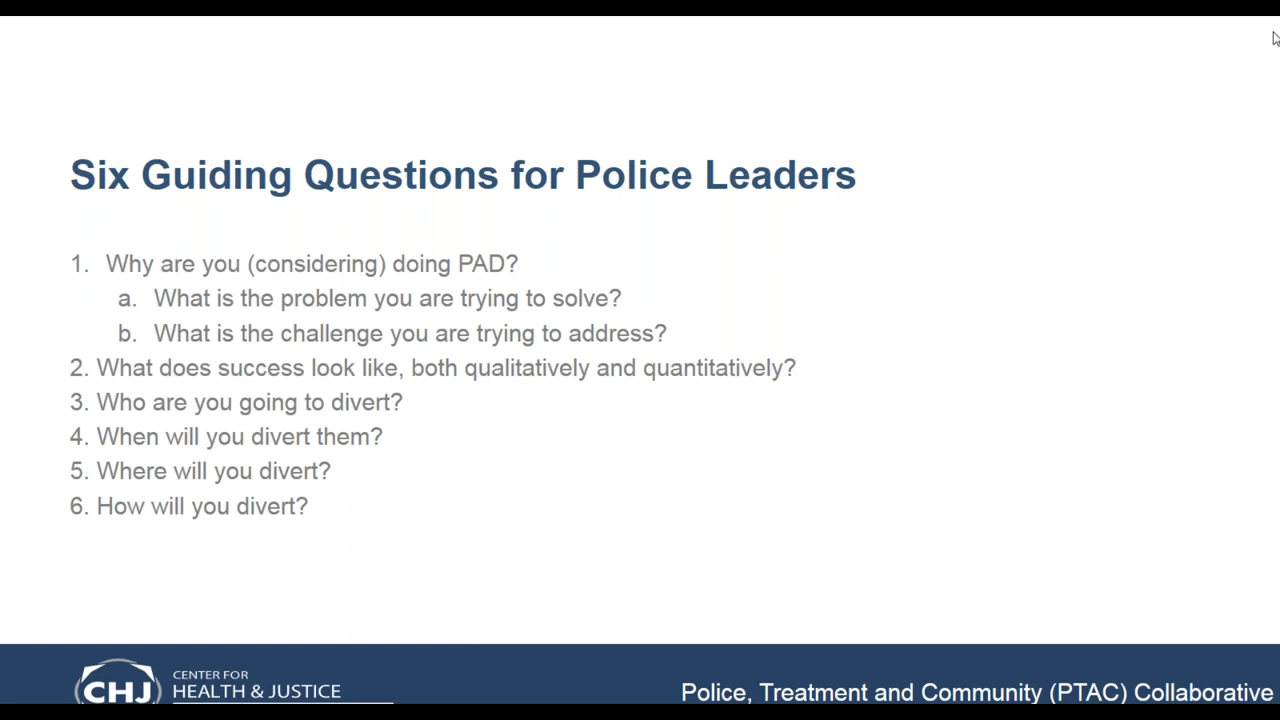 Six Guiding Questions for Police Leaders
1. Why are you (considering) doing PAD?
a. What is the problem you are trying to solve?
b. What is the challenge you are trying to address?
2. What does success look like, both qualitatively and quantitatively?
3. Who are you going to divert?
4. When will you divert them?
5. Where will you divert?
6. How will you divert?
CHJ
CENTER FOR
HEALTH & JUSTICE
Police, Treatment and Community (PTAC) Collaborative